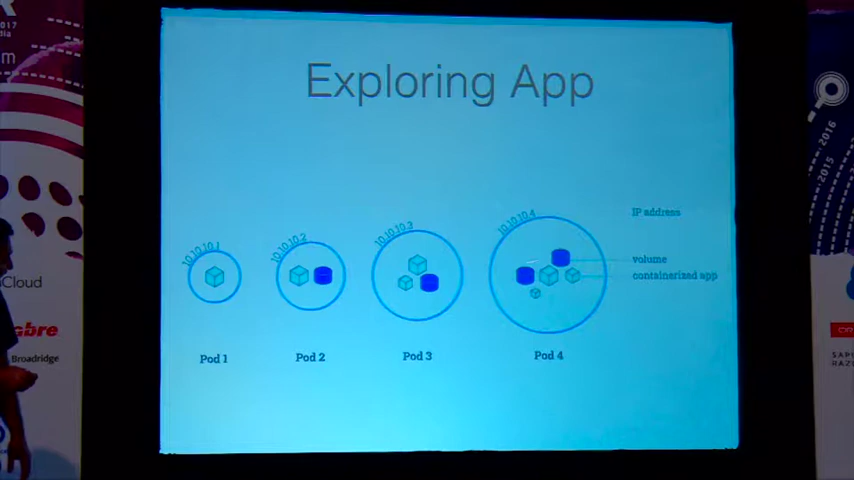 2017
Exploring App
10.10.10.1
10.10.10.2
10.10.10.3
10.10.10.4
IP address
volume
containerized app
Pod 1
Pod 2
Pod 3
Pod 4
Cloud
Broadridge
2016
2015